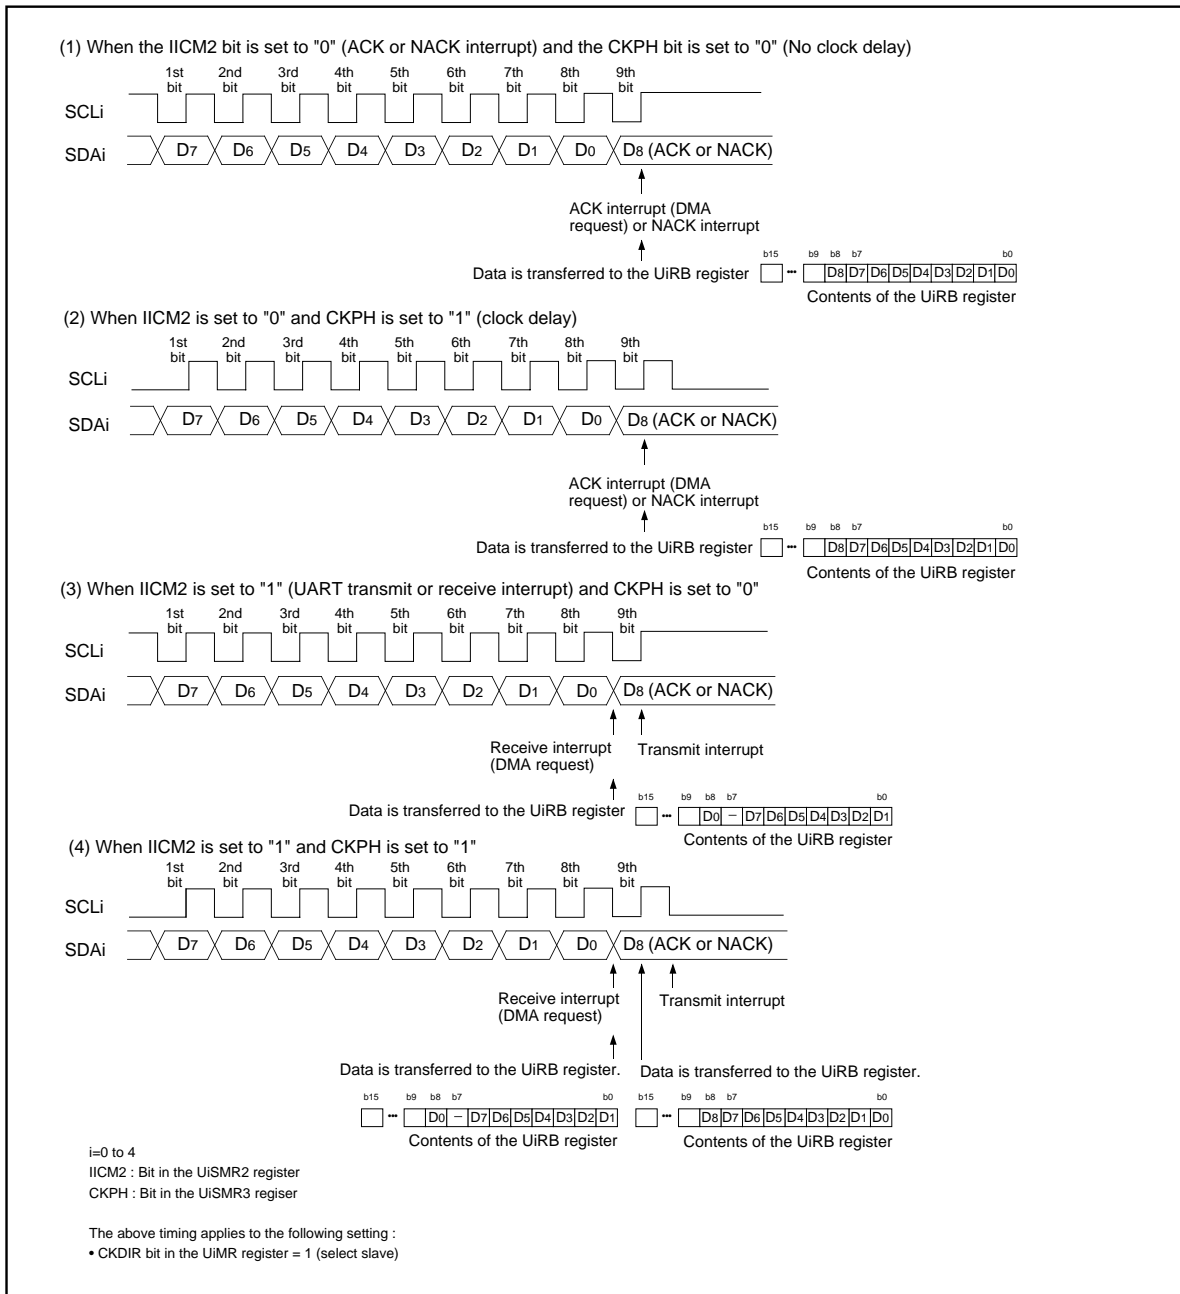 (1) When the IICM2 bit is set to "0" (ACK or NACK interrupt) and the CKPH bit is set to "0" (No clock delay)
1st bit 2nd bit 3rd bit 4th bit 5th bit 6th bit 7th bit 8th bit 9th bit
SCLi
SDAi D7 D6 D5 D4 D3 D2 D1 D0 D8 (ACK or NACK)
ACK interrupt (DMA
request) or NACK interrupt
b15 b9 b8 b7 b0
Data is transferred to the UiRB register ••• D8 D7 D6 D5 D4 D3 D2 D1 D0
Contents of the UiRB register
(2) When IICM2 is set to "0" and CKPH is set to "1" (clock delay)
1st bit 2nd bit 3rd bit 4th bit 5th bit 6th bit 7th bit 8th bit 9th bit
SCLi
SDAi D7 D6 D5 D4 D3 D2 D1 D0 D8 (ACK or NACK)
ACK interrupt (DMA
request) or NACK interrupt
b15 b9 b8 b7 b0
Data is transferred to the UiRB register ••• D8 D7 D6 D5 D4 D3 D2 D1 D0
Contents of the UiRB register
(3) When IICM2 is set to "1" (UART transmit or receive interrupt) and CKPH is set to "0"
1st bit 2nd bit 3rd bit 4th bit 5th bit 6th bit 7th bit 8th bit 9th bit
SCLi
SDAi D7 D6 D5 D4 D3 D2 D1 D0 D8 (ACK or NACK)
Receive interrupt Transmit interrupt
(DMA request)
b15 b9 b8 b7 b0
Data is transferred to the UiRB register ••• D0 – D7 D6 D5 D4 D3 D2 D1
Contents of the UiRB register
(4) When IICM2 is set to "1" and CKPH is set to "1"
1st bit 2nd bit 3rd bit 4th bit 5th bit 6th bit 7th bit 8th bit 9th bit
SCLi
SDAi D7 D6 D5 D4 D3 D2 D1 D0 D8 (ACK or NACK)
Receive interrupt Transmit interrupt
(DMA request)
Data is transferred to the UiRB register. Data is transferred to the UiRB register.
b15 b9 b8 b7 b0 b15 b9 b8 b7 b0
••• D0 – D7 D6 D5 D4 D3 D2 D1 ••• D8 D7 D6 D5 D4 D3 D2 D1 D0
Contents of the UiRB register Contents of the UiRB register
i=0 to 4
IICM2 : Bit in the UiSMR2 register
CKPH : Bit in the UiSMR3 regiser
The above timing applies to the following setting :
• CKDIR bit in the UiMR register = 1 (select slave)